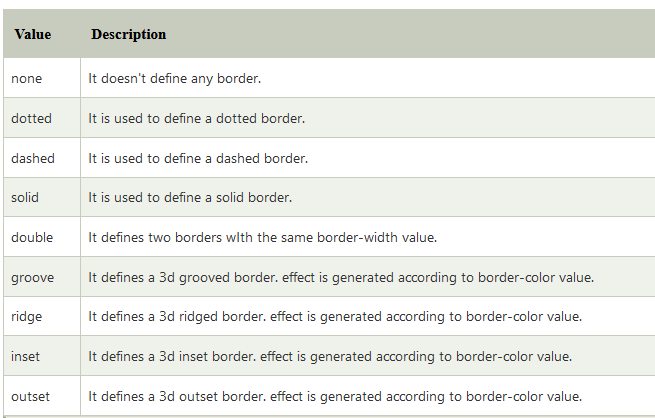 Value Description
none It doesn't define any border.
dotted It is used to define a dotted border.
dashed It is used to define a dashed border.
solid It is used to define a solid border.
double It defines two borders wIth the same border-width value.
groove It defines a 3d grooved border. effect is generated according to border-color value.
ridge It defines a 3d ridged border. effect is generated according to border-color value.
inset It defines a 3d inset border. effect is generated according to border-color value.
outset It defines a 3d outset border. effect is generated according to border-color value.